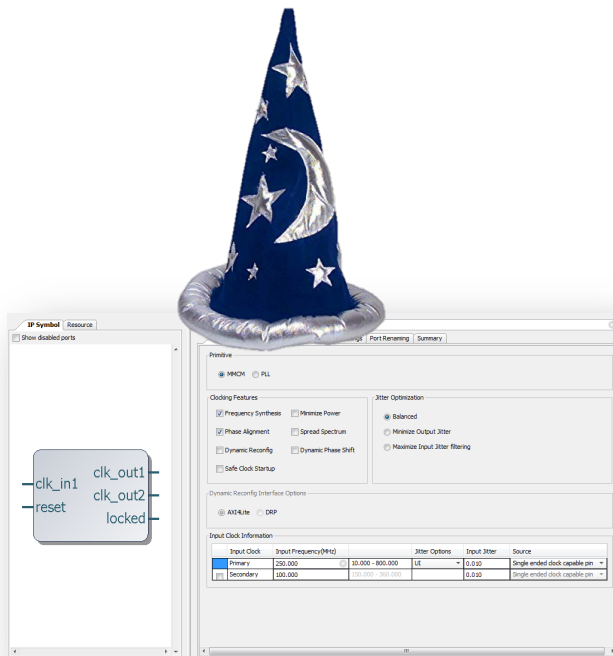 IP Symbol Resource
Show disabled ports
clk_in1
reset
clk_out1
clk_out2
locked
Port Renaming Summary
Primitive
MMCM PLL
Clocking Features
Frequency Synthesis Minimize Power
Phase Alignment Spread Spectrum
Dynamic Reconfig Dynamic Phase Shift
Safe Clock Startup
Jitter Optimization
Balanced
Minimize Output Jitter
Maximize Input Jitter filtering
Dynamic Reconfig Interface Options
AXI4Lite DRP
Input Clock Information
Input Clock Input Frequency(MHz) Jitter Options Input Jitter Source
Primary 250.000 10.000 - 800.000 UI 0.010 Single ended clock capable pin
Secondary 100.000 150.000 - 360.000 0.010 Single ended clock capable pin